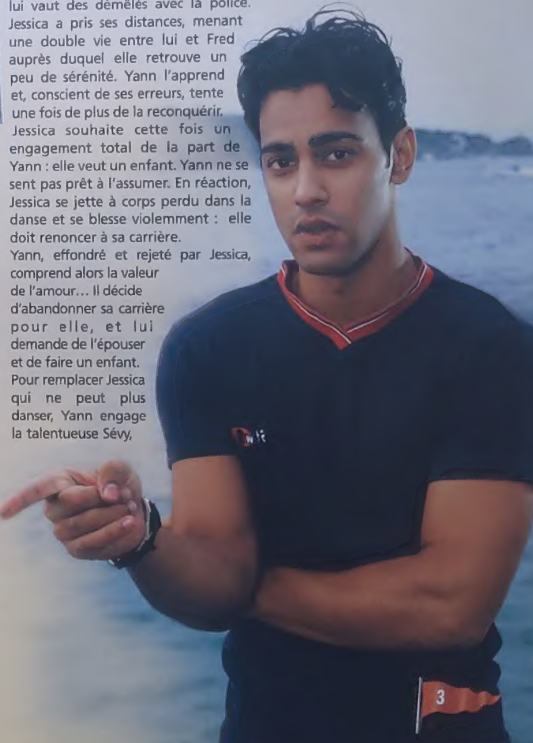 lui vaut des démêlés avec la police.
Jessica a pris ses distances, menant
une double vie entre lui et Fred
auprès duquel elle retrouve un
peu de sérénité. Yann l'apprend
et, conscient de ses erreurs, tente
une fois de plus de la reconquérir.
Jessica souhaite cette fois un
engagement total de la part de
Yann : elle veut un enfant. Yann ne se
sent pas prêt à l'assumer. En réaction,
Jessica se jette à corps perdu dans la
danse et se blesse violemment : elle
doit renoncer à sa carrière.
Yann, effondré et rejeté par Jessica,
comprend alors la valeur
de l'amour... Il décide
d'abandonner sa carrière
pour elle, et lui
demande de l'épouser
et de faire un enfant.
Pour remplacer Jessica
qui ne peut plus
danser, Yann engage
la talentueuse Sévy,
3